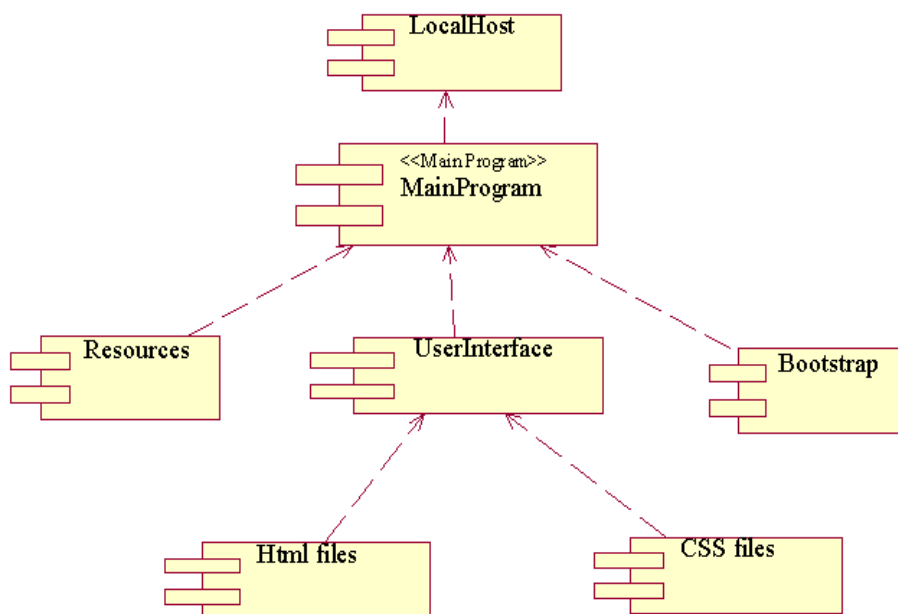 LocalHost
<<MainProgram>>
MainProgram
Resources
UserInterface
Bootstrap
Html files
CSS files